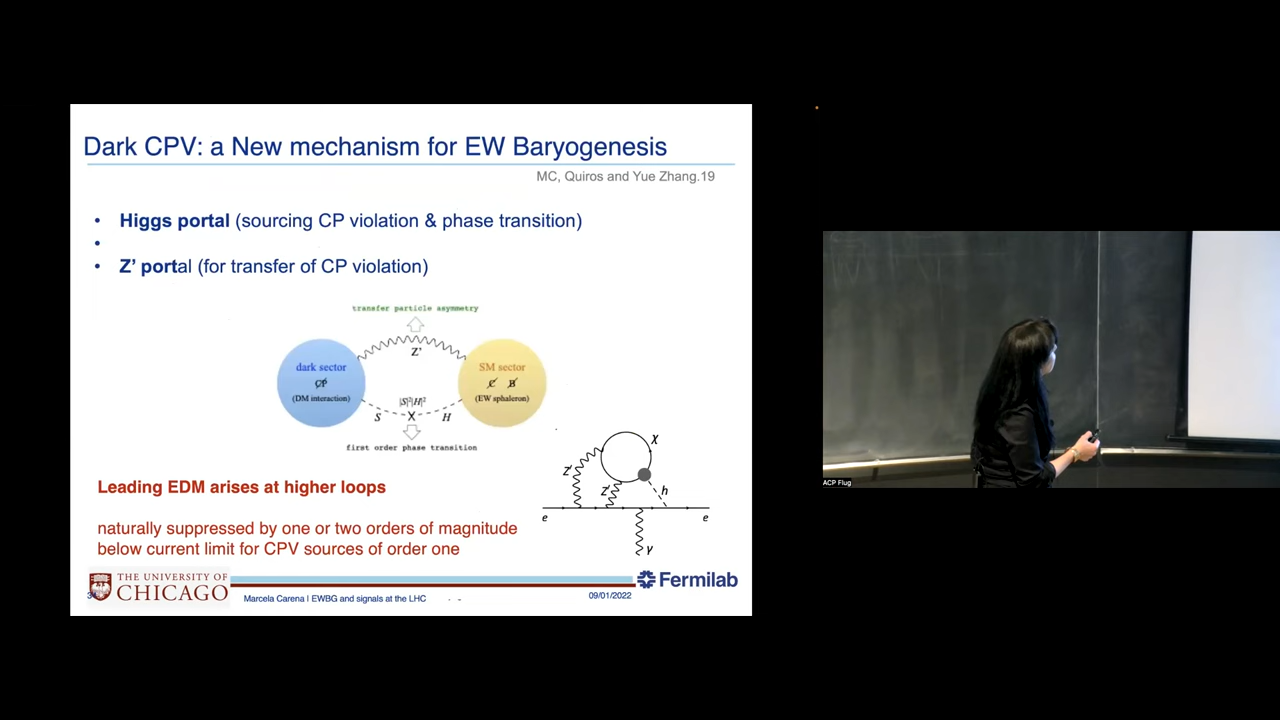 Dark CPV: a New mechanism for EW Baryogenesis
MC, Quiros and Yue Zhang.19
• Higgs portal (sourcing CP violation & phase transition)
•
• Z' portal (for transfer of CP violation)
transfer particle asymmetry
Z'
dark sector
CP
(DM interaction)
SM sector
C B
(EW sphaleron)
|S|²|H|²
S
H
first order phase transition
χ
Z'
Z'
h
e
e
γ
Leading EDM arises at higher loops
naturally suppressed by one or two orders of magnitude
below current limit for CPV sources of order one
THE UNIVERSITY OF
CHICAGO
Marcela Carena | EWBG and signals at the LHC
09/01/2022
Fermilab
ACP Flug